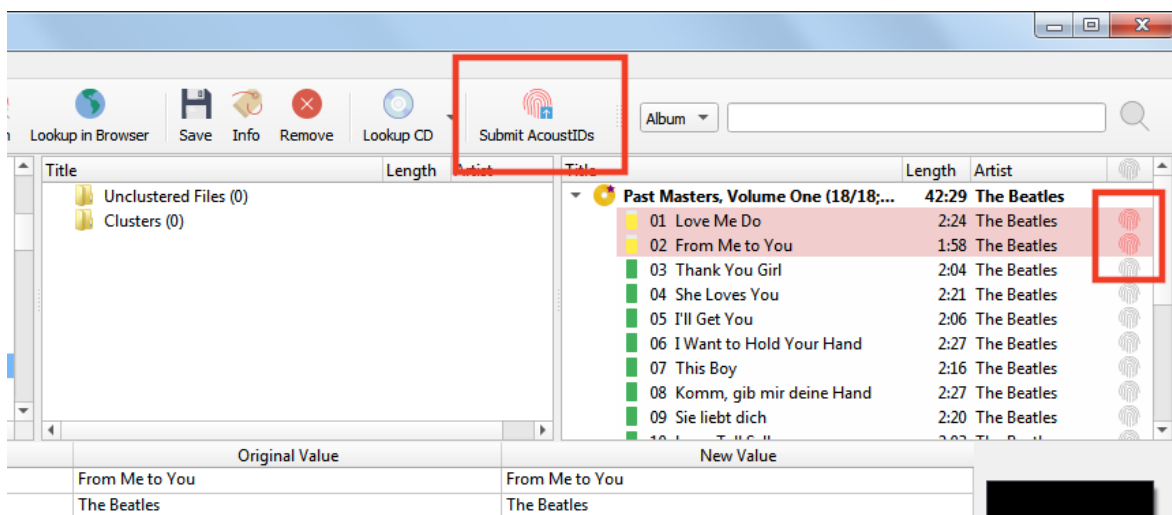 Lookup in Browser Save Info Remove Lookup CD Submit AcoustIDs Album
Title Length Artist
Unclustered Files (0)
Clusters (0)
Title Length Artist
Past Masters, Volume One (18/18;... 42:29 The Beatles
01 Love Me Do 2:24 The Beatles
02 From Me to You 1:58 The Beatles
03 Thank You Girl 2:04 The Beatles
04 She Loves You 2:21 The Beatles
05 I'll Get You 2:06 The Beatles
06 I Want to Hold Your Hand 2:27 The Beatles
07 This Boy 2:16 The Beatles
08 Komm, gib mir deine Hand 2:27 The Beatles
09 Sie liebt dich 2:20 The Beatles
Original Value New Value
From Me to You From Me to You
The Beatles The Beatles